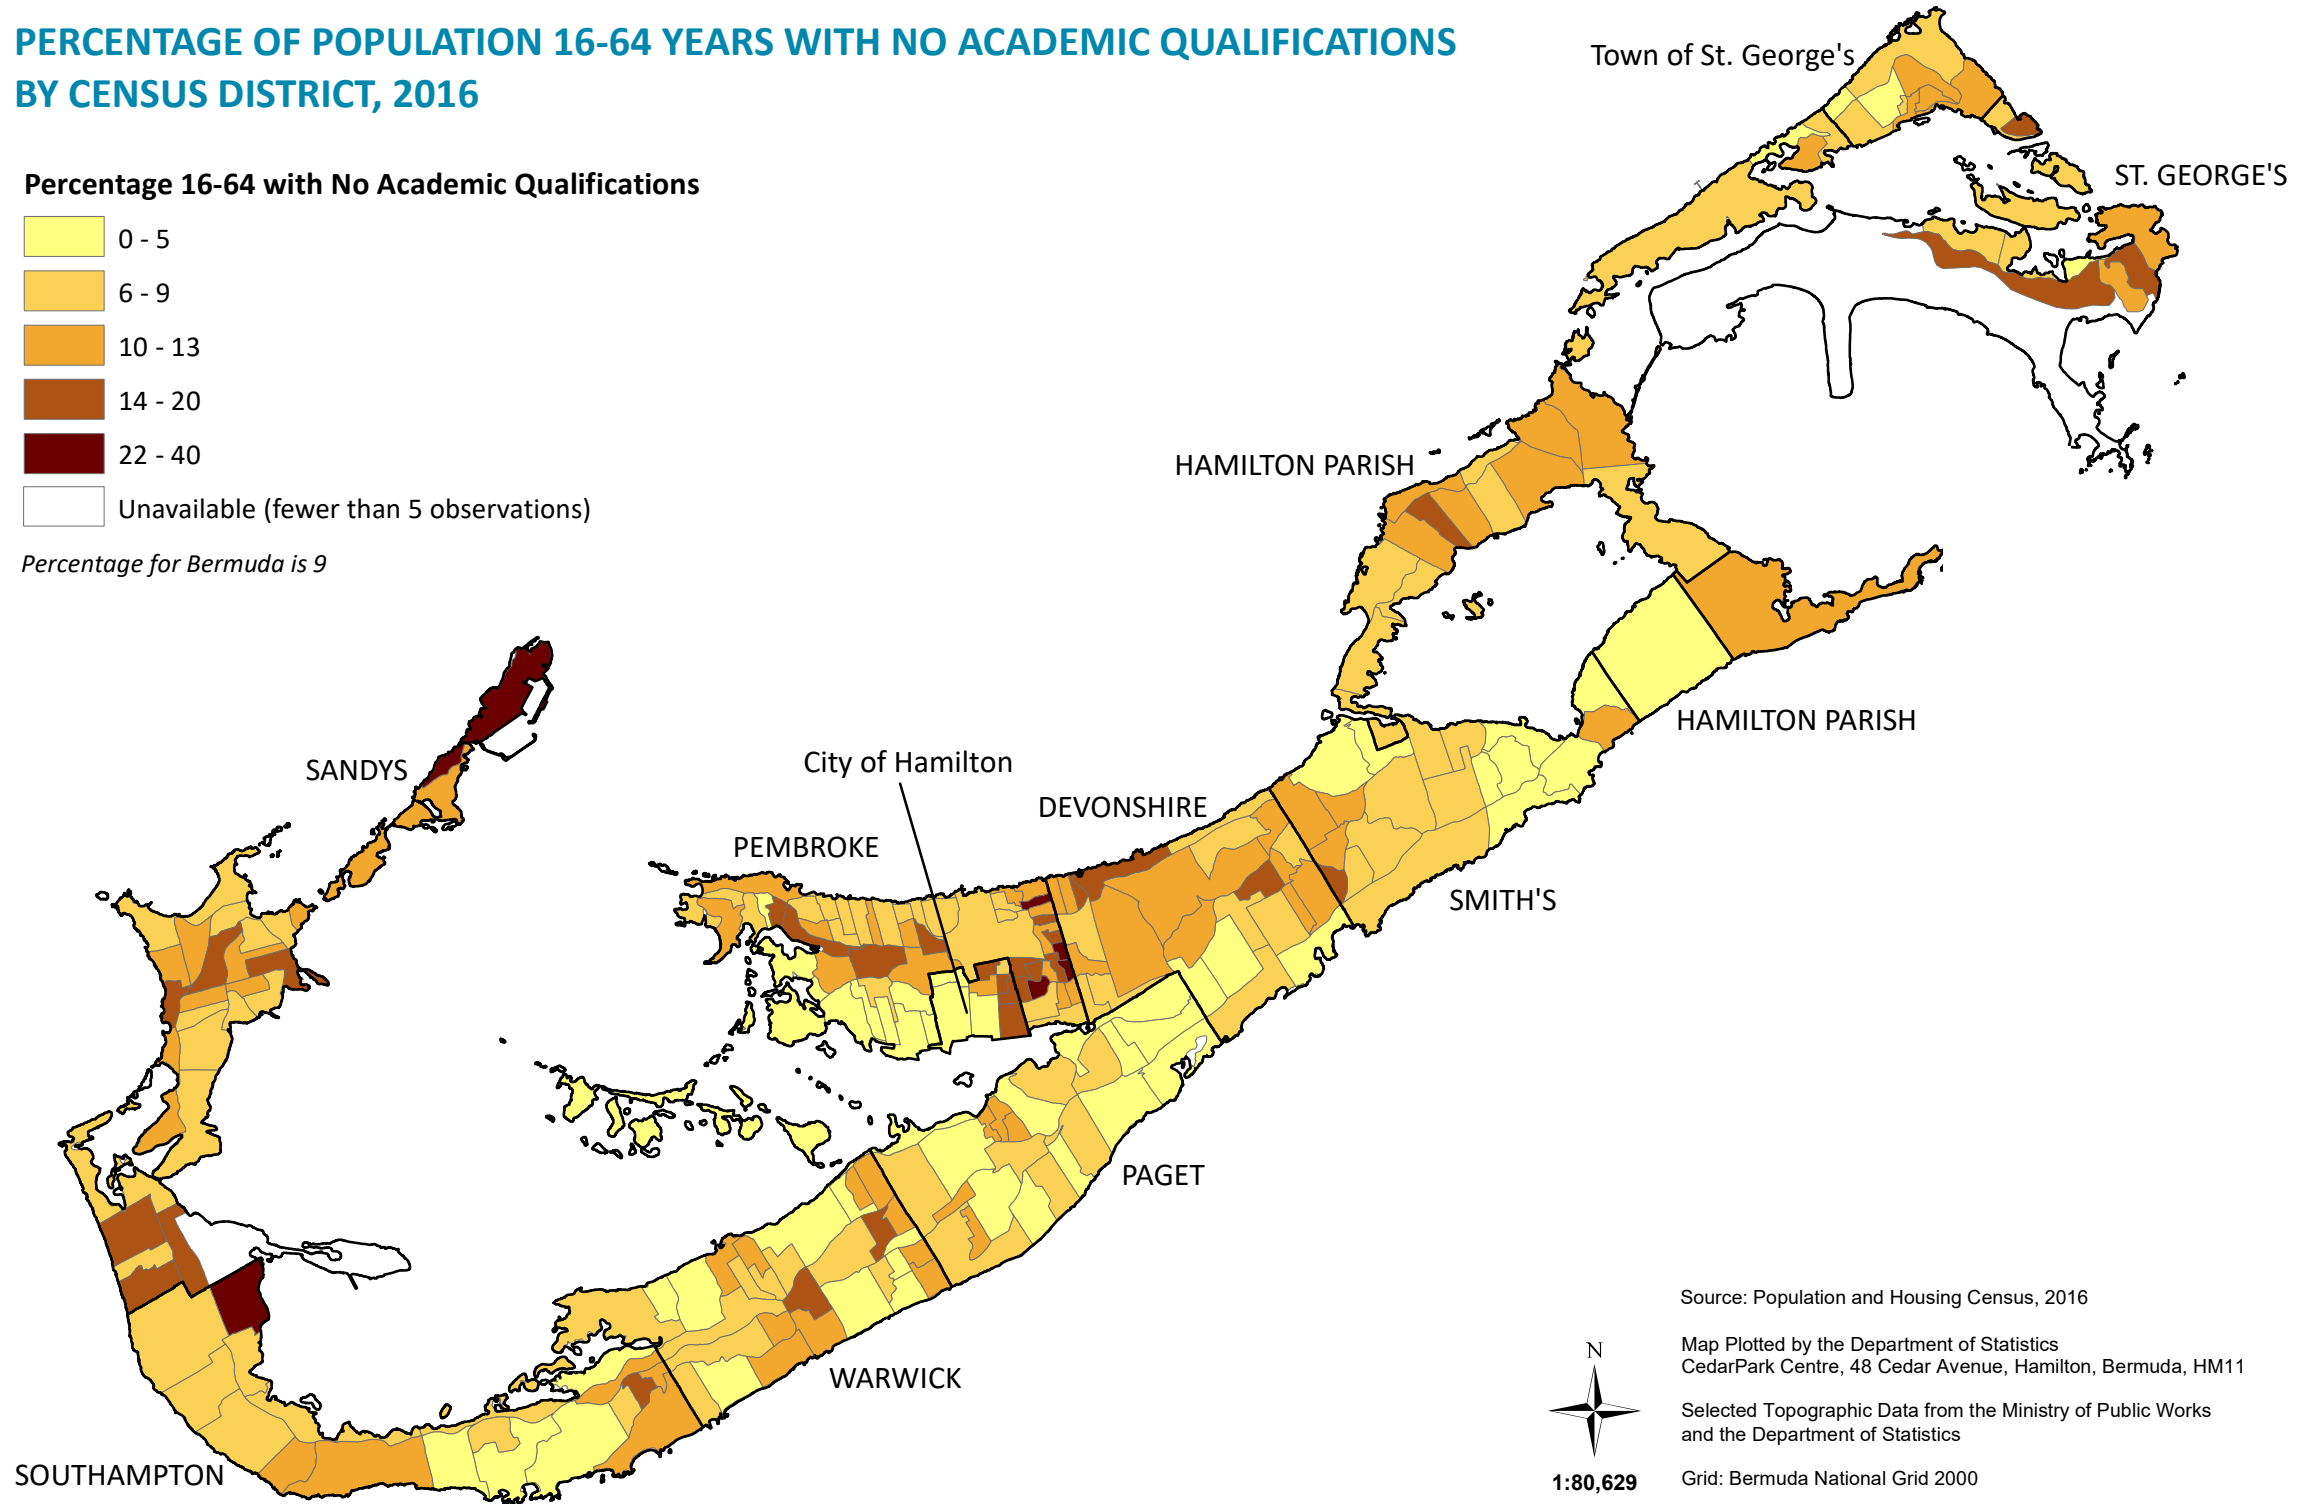 PERCENTAGE OF POPULATION 16-64 YEARS WITH NO ACADEMIC QUALIFICATIONS
BY CENSUS DISTRICT, 2016
Percentage 16-64 with No Academic Qualifications
0 - 5
6 - 9
10 - 13
14 - 20
22 - 40
Unavailable (fewer than 5 observations)
Percentage for Bermuda is 9
Town of St. George's
ST. GEORGE'S
HAMILTON PARISH
HAMILTON PARISH
SANDYS
City of Hamilton
DEVONSHIRE
PEMBROKE
SMITH'S
PAGET
WARWICK
SOUTHAMPTON
Source: Population and Housing Census, 2016
Map Plotted by the Department of Statistics
CedarPark Centre, 48 Cedar Avenue, Hamilton, Bermuda, HM11
Selected Topographic Data from the Ministry of Public Works
and the Department of Statistics
Grid: Bermuda National Grid 2000
N
1:80,629